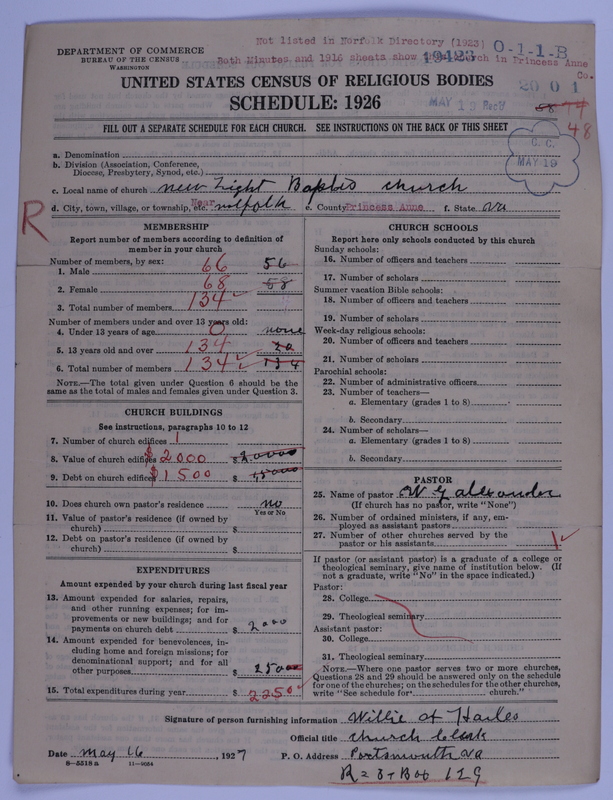 Not listed in Norfolk Directory (1923)
Both Minutes and 1916 sheets show church in Princess Anne Co.
0-1-1-B
19423
DEPARTMENT OF COMMERCE
BUREAU OF THE CENSUS
WASHINGTON
UNITED STATES CENSUS OF RELIGIOUS BODIES
SCHEDULE: 1926
2001
MAY 19 Rec'd
58 74
48
FILL OUT A SEPARATE SCHEDULE FOR EACH CHURCH. SEE INSTRUCTIONS ON THE BACK OF THIS SHEET
C. C.
MAY 19
a. Denomination
b. Division (Association, Conference, Diocese, Presbytery, Synod, etc.)
c. Local name of church new Light Baptis church
d. City, town, village, or township, etc. Near norfolk e. County Princess Anne f. State va
R
MEMBERSHIP
Report number of members according to definition of member in your church
Number of members, by sex:
1. Male 66 56
2. Female 68 58
3. Total number of members 134
Number of members under and over 13 years old:
4. Under 13 years of age 0 none
5. 13 years old and over 134 20
6. Total number of members 134 134
NOTE.—The total given under Question 6 should be the same as the total of males and females given under Question 3.
CHURCH BUILDINGS
See instructions, paragraphs 10 to 12
7. Number of church edifices 1
8. Value of church edifices $2000 $
9. Debt on church edifices $1500 $
10. Does church own pastor's residence no
Yes or No
11. Value of pastor's residence (if owned by church) $
12. Debt on pastor's residence (if owned by church) $
EXPENDITURES
Amount expended by your church during last fiscal year
13. Amount expended for salaries, repairs, and other running expenses; for improvements or new buildings; and for payments on church debt $ 2000
14. Amount expended for benevolences, including home and foreign missions; for denominational support; and for all other purposes $
15. Total expenditures during year $ 2250
CHURCH SCHOOLS
Report here only schools conducted by this church
Sunday schools:
16. Number of officers and teachers
17. Number of scholars
Summer vacation Bible schools:
18. Number of officers and teachers
19. Number of scholars
Week-day religious schools:
20. Number of officers and teachers
21. Number of scholars
Parochial schools:
22. Number of administrative officers
23. Number of teachers—
a. Elementary (grades 1 to 8)
b. Secondary
24. Number of scholars—
a. Elementary (grades 1 to 8)
b. Secondary
PASTOR
25. Name of pastor W G alexander
(If church has no pastor, write "None")
26. Number of ordained ministers, if any, employed as assistant pastors
27. Number of other churches served by the pastor or his assistants 1
If pastor (or assistant pastor) is a graduate of a college or theological seminary, give name of institution below. (If not a graduate, write "No" in the space indicated.)
Pastor:
28. College
29. Theological seminary
Assistant pastor:
30. College
31. Theological seminary
NOTE.—Where one pastor serves two or more churches, Questions 28 and 29 should be answered only on the schedule for one of the churches; on the schedules for the other churches, write "See schedule for church."
Signature of person furnishing information Willie
Official title church Clerk
Date may 16, 1927 P. O. Address Portsmouth va
8-5518 a 11-9054
R = 3 + Box 129